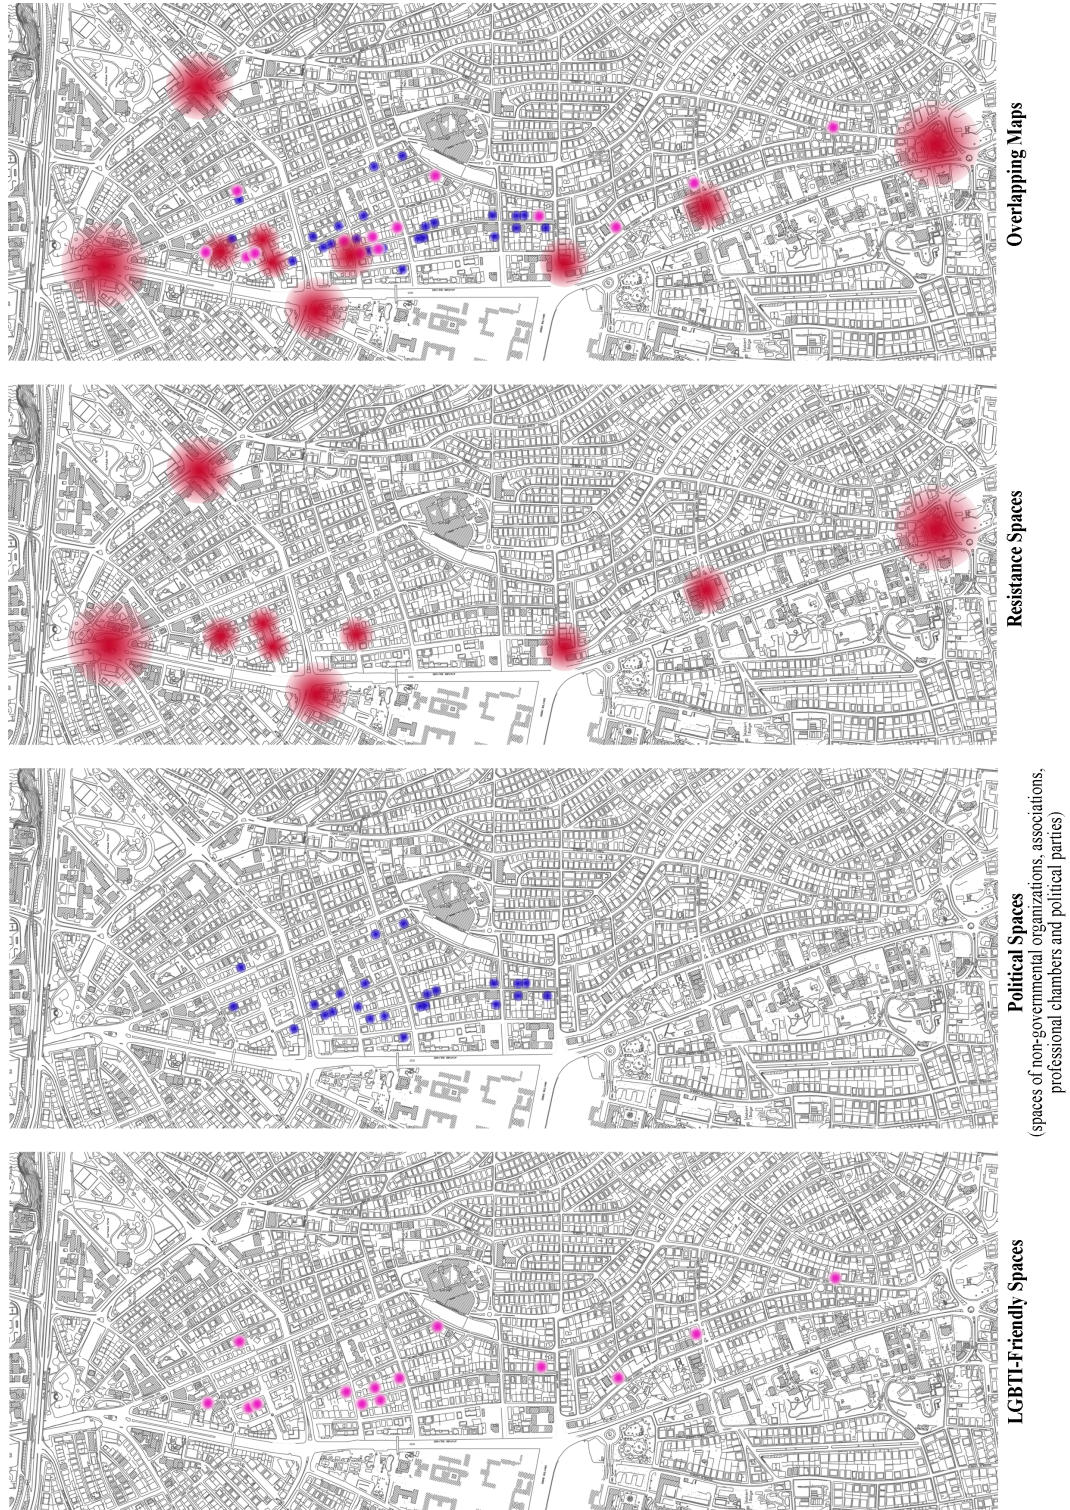 LGBTI-Friendly Spaces
Political Spaces
(spaces of non-governmental organizations, associations,
professional chambers and political parties)
Resistance Spaces
Overlapping Maps